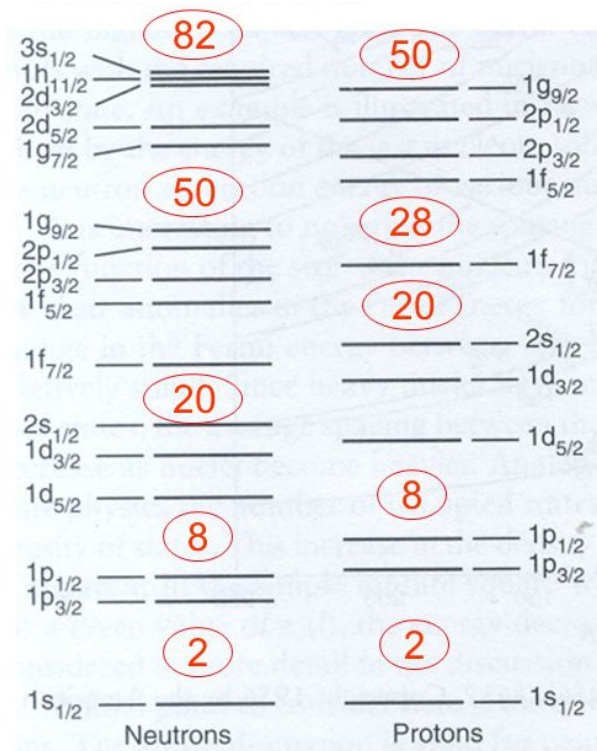 82
3s1/2
1h11/2
2d3/2
2d5/2
1g7/2
50
1g9/2
2p1/2
2p3/2
1f5/2
1f7/2
20
2s1/2
1d3/2
1d5/2
8
1p1/2
1p3/2
2
1s1/2
Neutrons
50
1g9/2
2p1/2
2p3/2
1f5/2
28
1f7/2
20
2s1/2
1d3/2
1d5/2
8
1p1/2
1p3/2
2
1s1/2
Protons